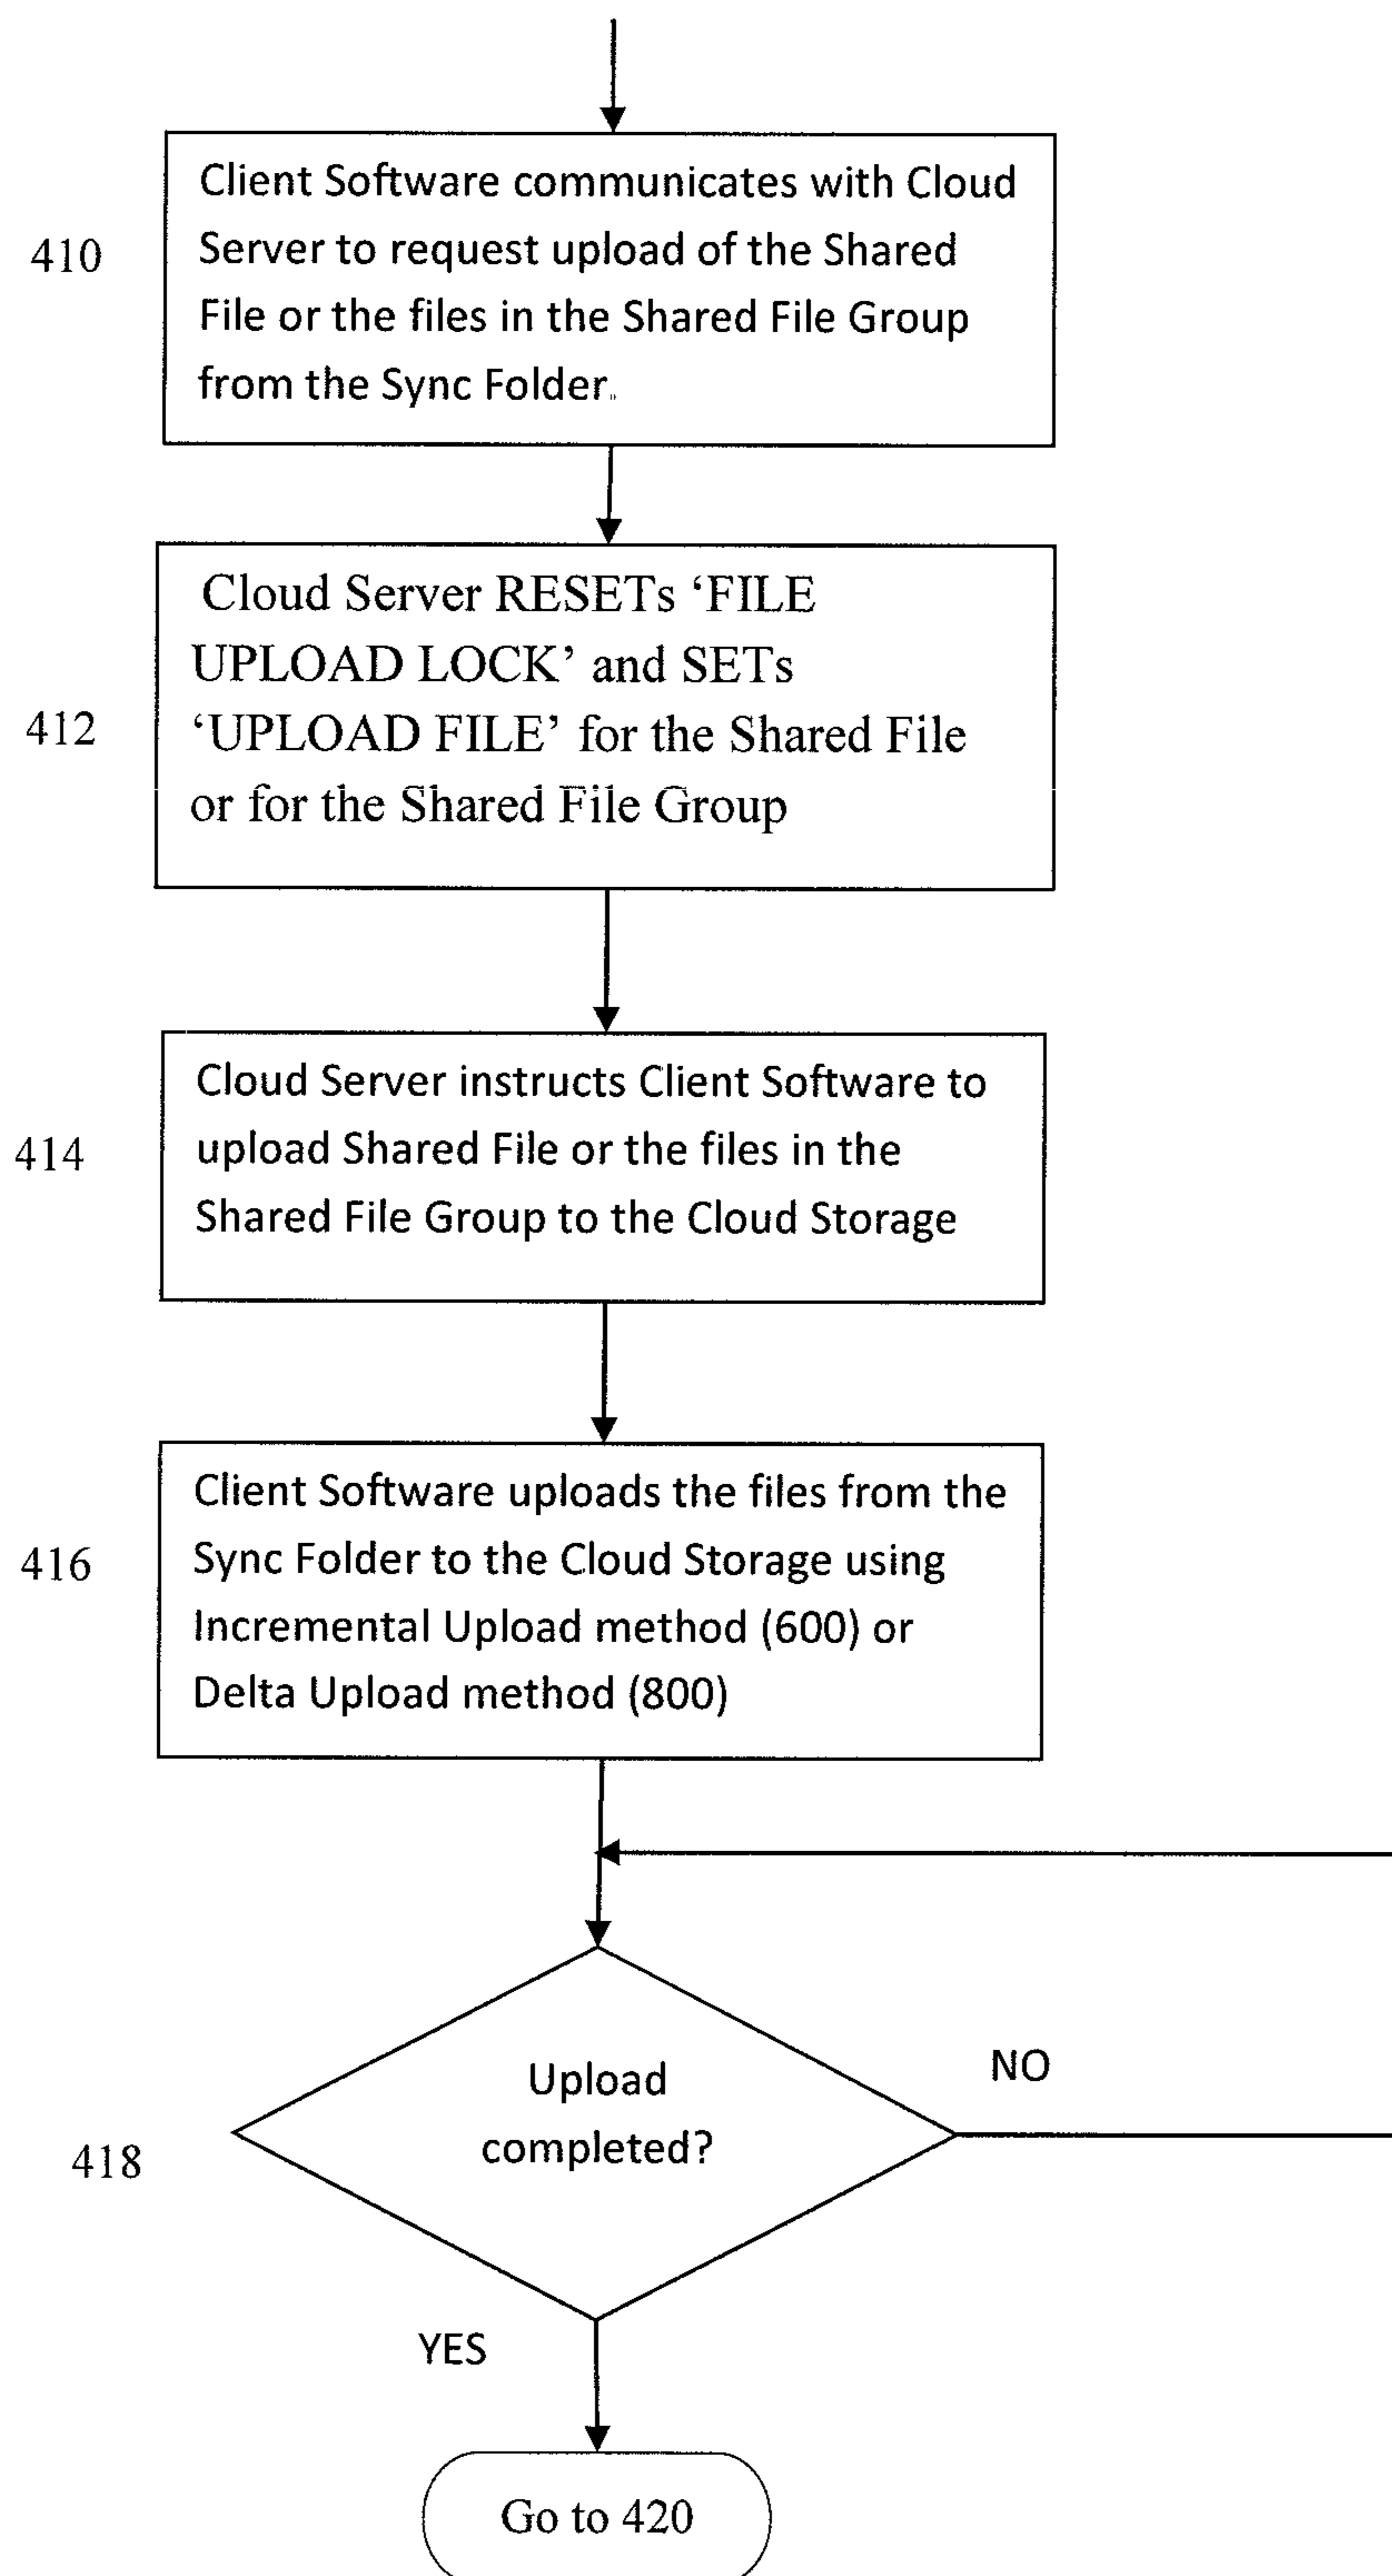 410
Client Software communicates with Cloud
Server to request upload of the Shared
File or the files in the Shared File Group
from the Sync Folder.
412
Cloud Server RESETs ‘FILE
UPLOAD LOCK’ and SETs
‘UPLOAD FILE’ for the Shared File
or for the Shared File Group
414
Cloud Server instructs Client Software to
upload Shared File or the files in the
Shared File Group to the Cloud Storage
416
Client Software uploads the files from the
Sync Folder to the Cloud Storage using
Incremental Upload method (600) or
Delta Upload method (800)
418
Upload
completed?
NO
YES
Go to 420